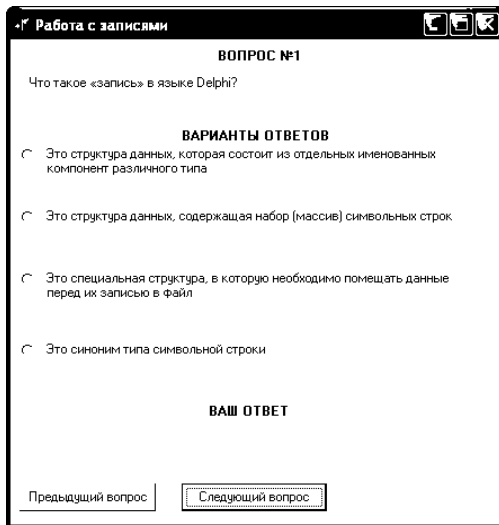 Работа с записями
ВОПРОС №1
Что такое «запись» в языке Delphi?
ВАРИАНТЫ ОТВЕТОВ
Это структура данных, которая состоит из отдельных именованных
компонент различного типа
Это структура данных, содержащая набор (массив) символьных строк
Это специальная структура, в которую необходимо помещать данные
перед их записью в файл
Это синоним типа символьной строки
ВАШ ОТВЕТ
Предыдущий вопрос Следующий вопрос